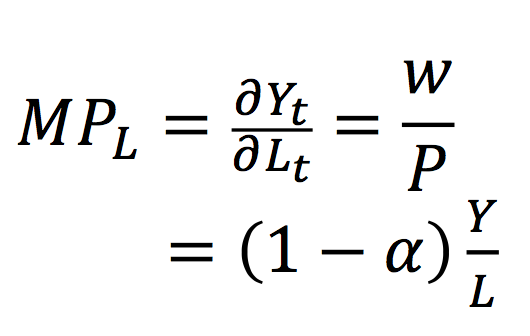 MP_L = ∂Y_t/∂L_t = w/P
= (1 − α) Y/L